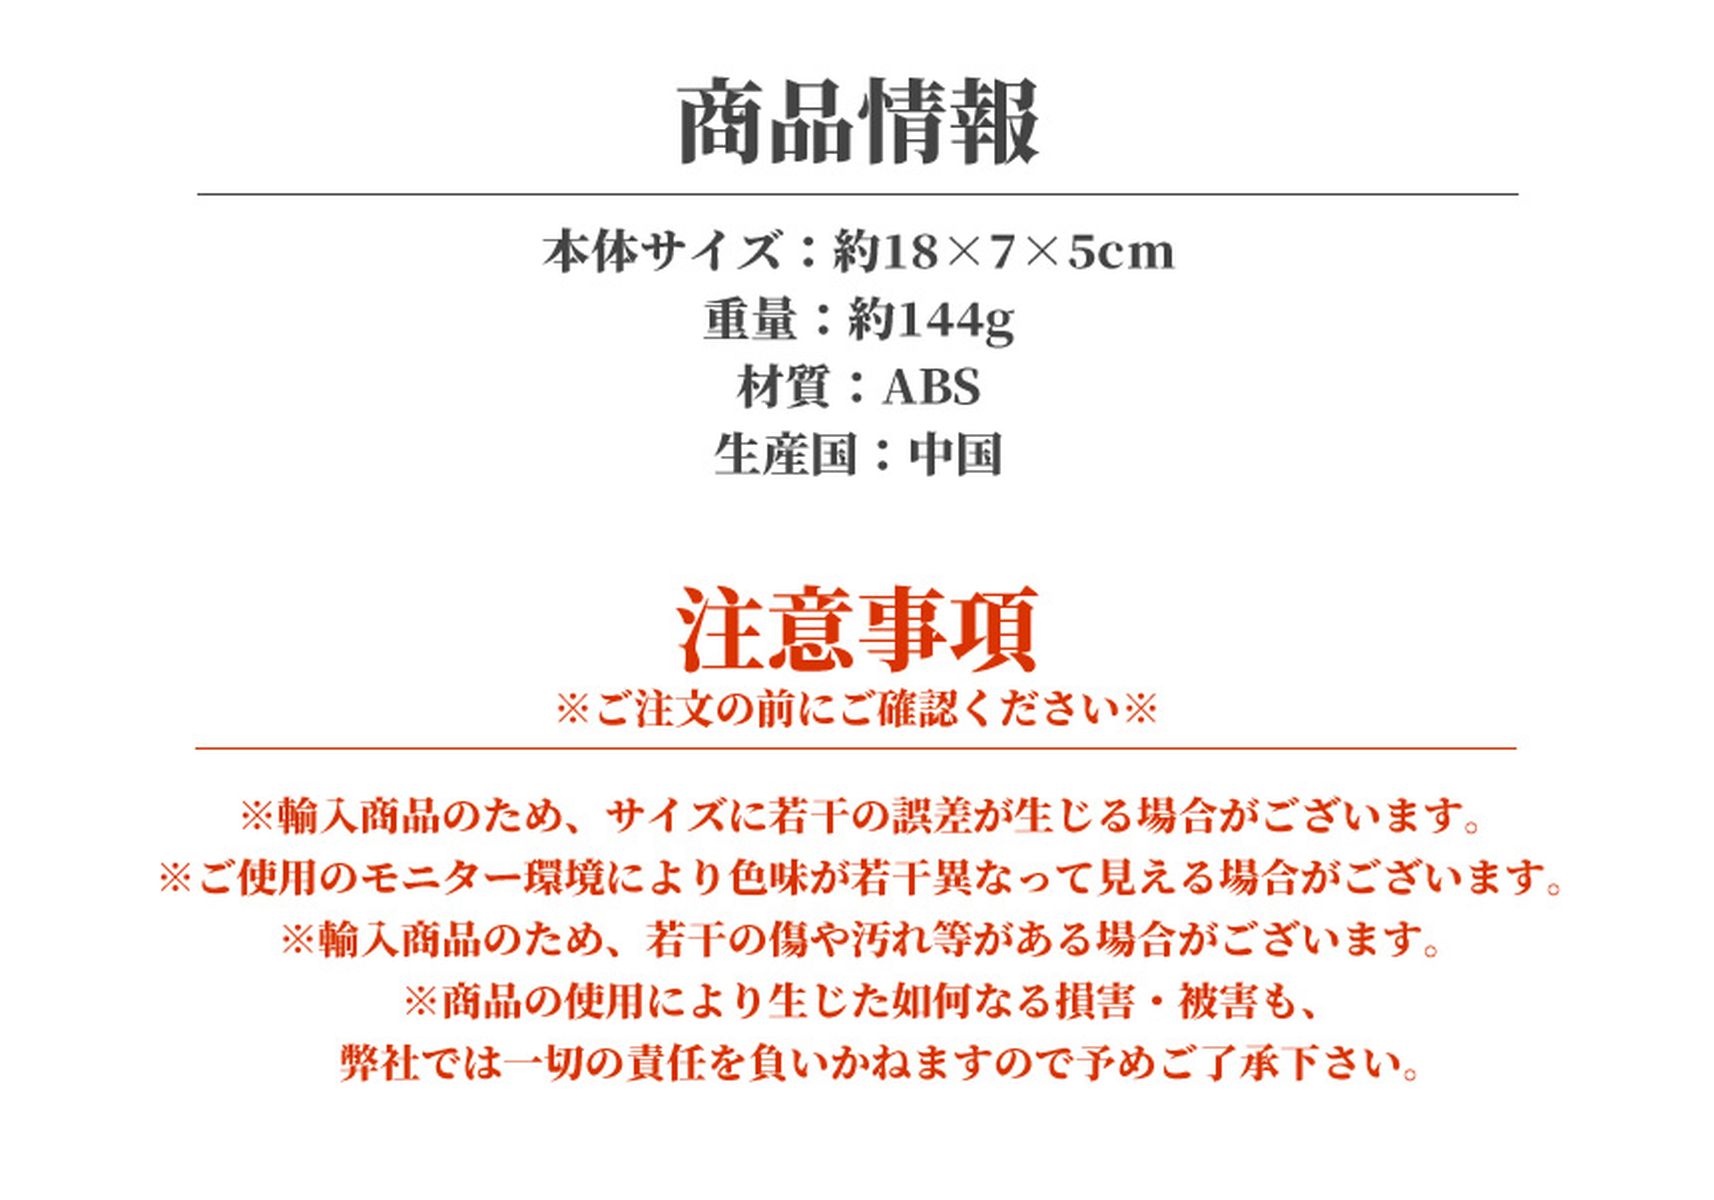 商品情報
本体サイズ：約18×7×5cm
重量：約144g
材質：ABS
生産国：中国
注意事項
※ご注文の前にご確認ください※
※輸入商品のため、サイズに若干の誤差が生じる場合がございます。
※ご使用のモニター環境により色味が若干異なって見える場合がございます。
※輸入商品のため、若干の傷や汚れ等がある場合がございます。
※商品の使用により生じた如何なる損害・被害も、
弊社では一切の責任を負いかねますので予めご了承下さい。